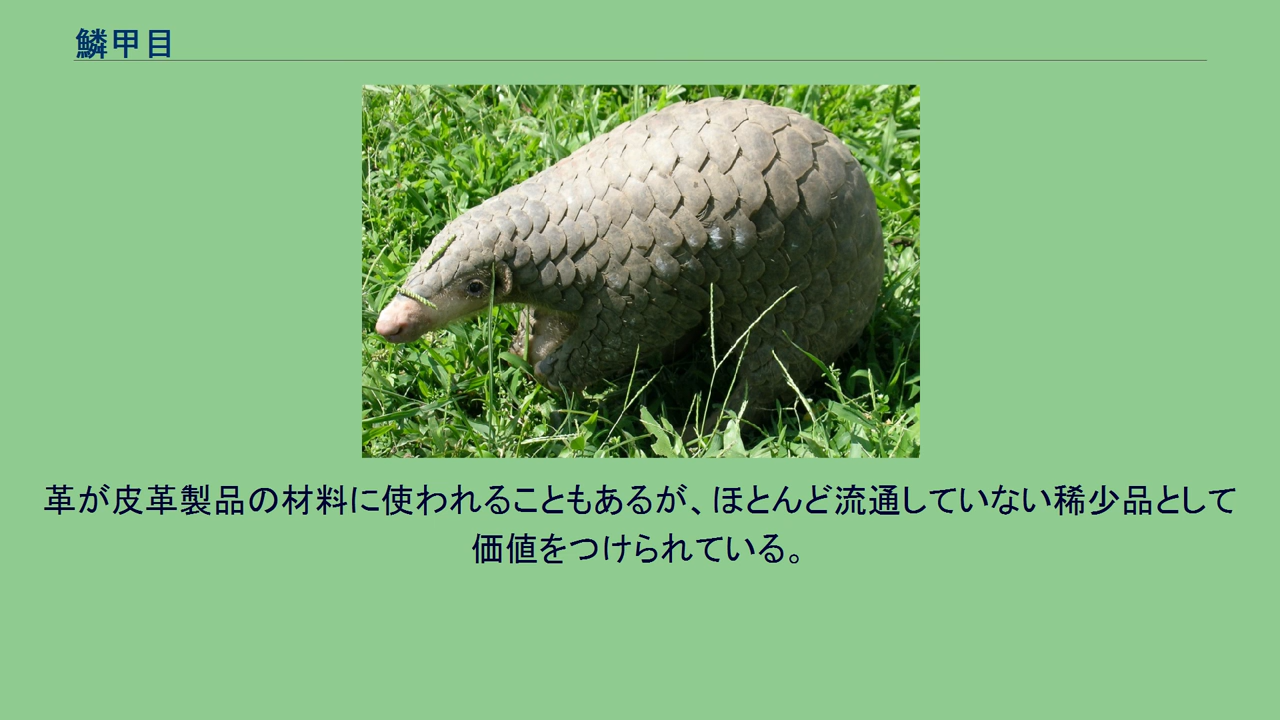 鱗甲目
革が皮革製品の材料に使われることもあるが、ほとんど流通していない稀少品として
価値をつけられている。